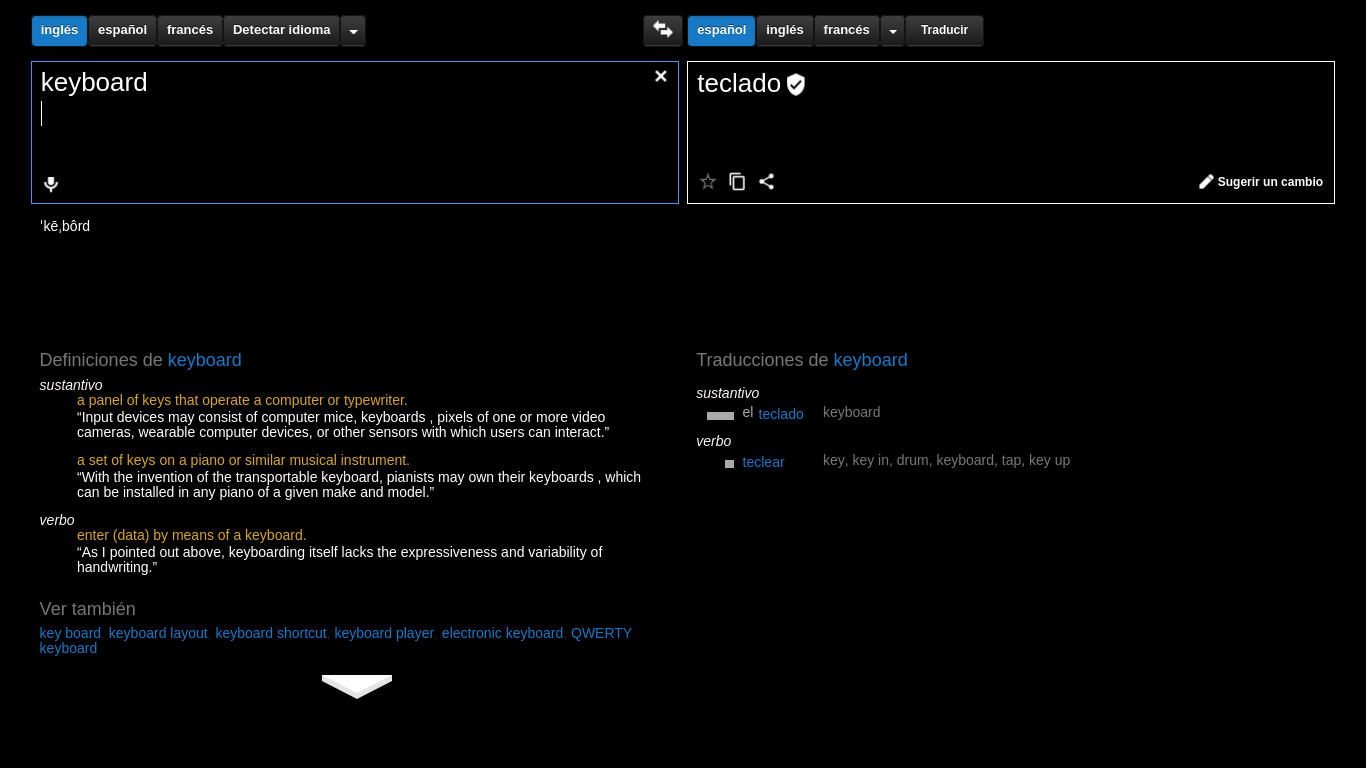 inglés español francés Detectar idioma
español inglés francés Traducir
keyboard
teclado
Sugerir un cambio
ˈkēˌbôrd
Definiciones de keyboard
sustantivo
a panel of keys that operate a computer or typewriter.
“Input devices may consist of computer mice, keyboards , pixels of one or more video
cameras, wearable computer devices, or other sensors with which users can interact.”
a set of keys on a piano or similar musical instrument.
“With the invention of the transportable keyboard, pianists may own their keyboards , which
can be installed in any piano of a given make and model.”
verbo
enter (data) by means of a keyboard.
“As I pointed out above, keyboarding itself lacks the expressiveness and variability of
handwriting.”
Ver también
key board, keyboard layout, keyboard shortcut, keyboard player, electronic keyboard, QWERTY
keyboard
Traducciones de keyboard
sustantivo
el teclado keyboard
verbo
teclear key, key in, drum, keyboard, tap, key up